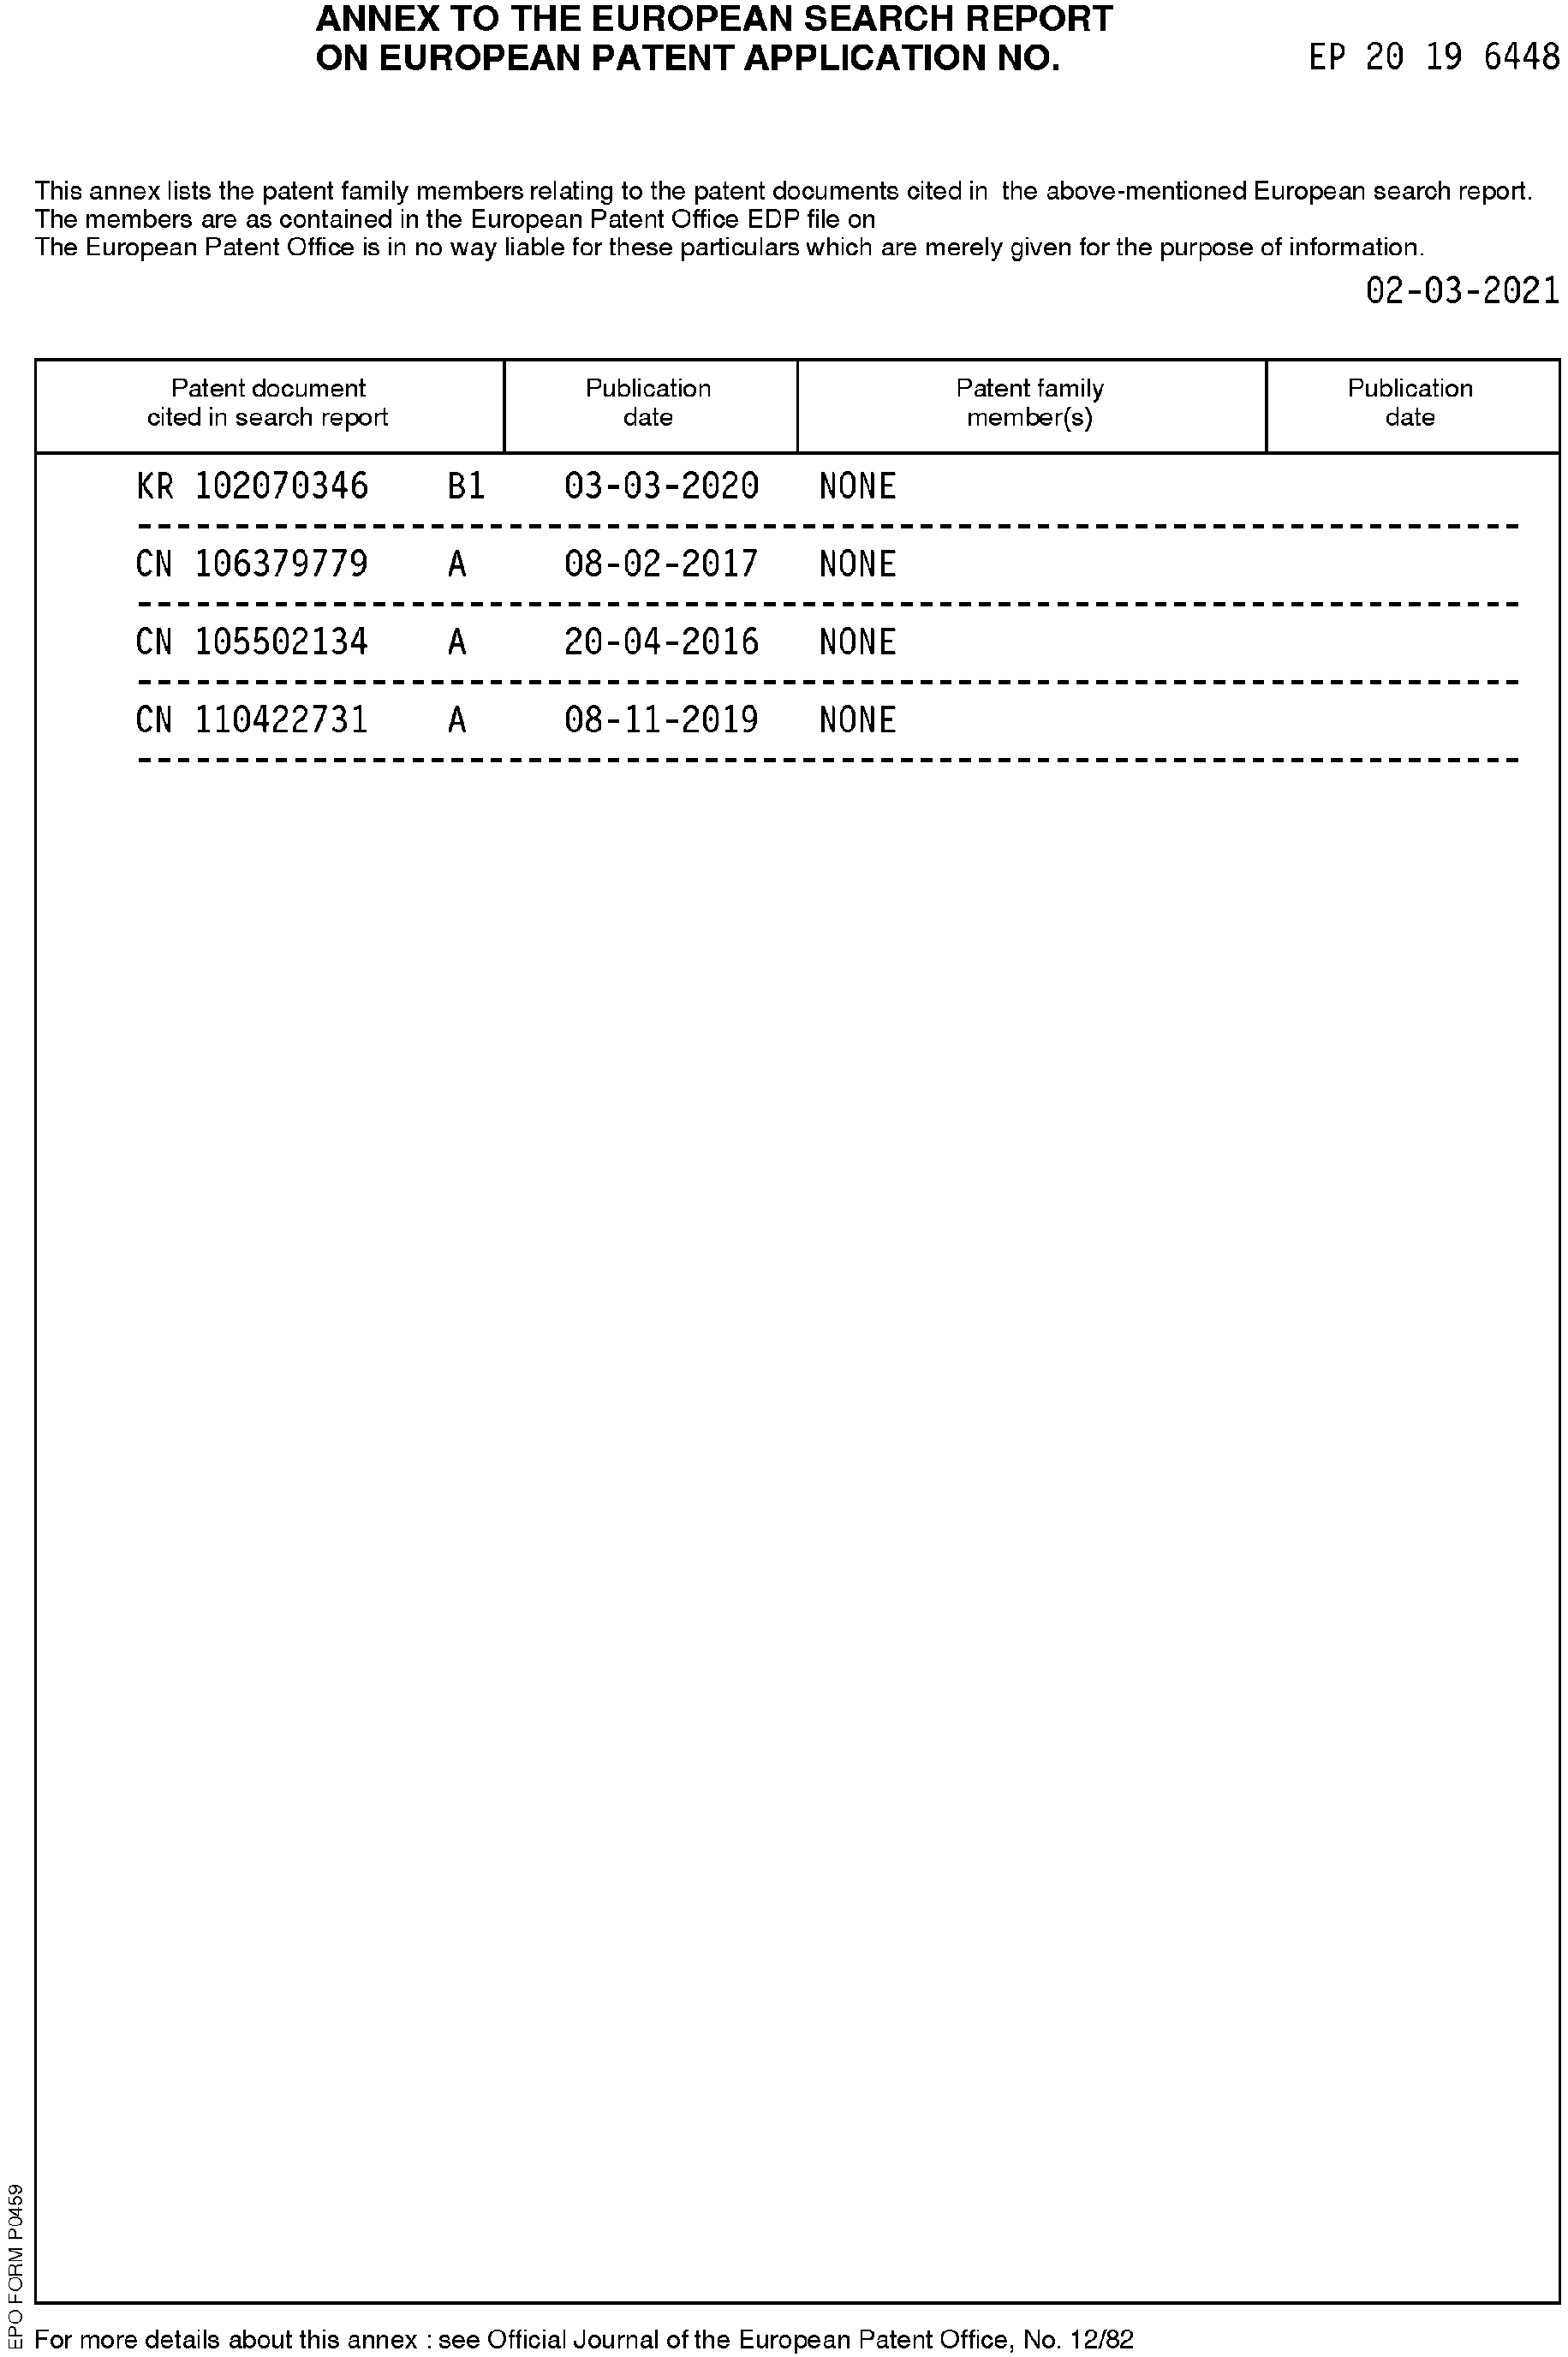 ANNEX TO THE EUROPEAN SEARCH REPORT
ON EUROPEAN PATENT APPLICATION NO. EP 20 19 6448
This annex lists the patent family members relating to the patent documents cited in the above-mentioned European search report.
The members are as contained in the European Patent Office EDP file on
The European Patent Office is in no way liable for these particulars which are merely given for the purpose of information.
02-03-2021
Patent document cited in search report Publication date Patent family member(s) Publication date
KR 102070346 B1 03-03-2020 NONE
CN 106379779 A 08-02-2017 NONE
CN 105502134 A 20-04-2016 NONE
CN 110422731 A 08-11-2019 NONE
EPO FORM P0459
For more details about this annex : see Official Journal of the European Patent Office, No. 12/82